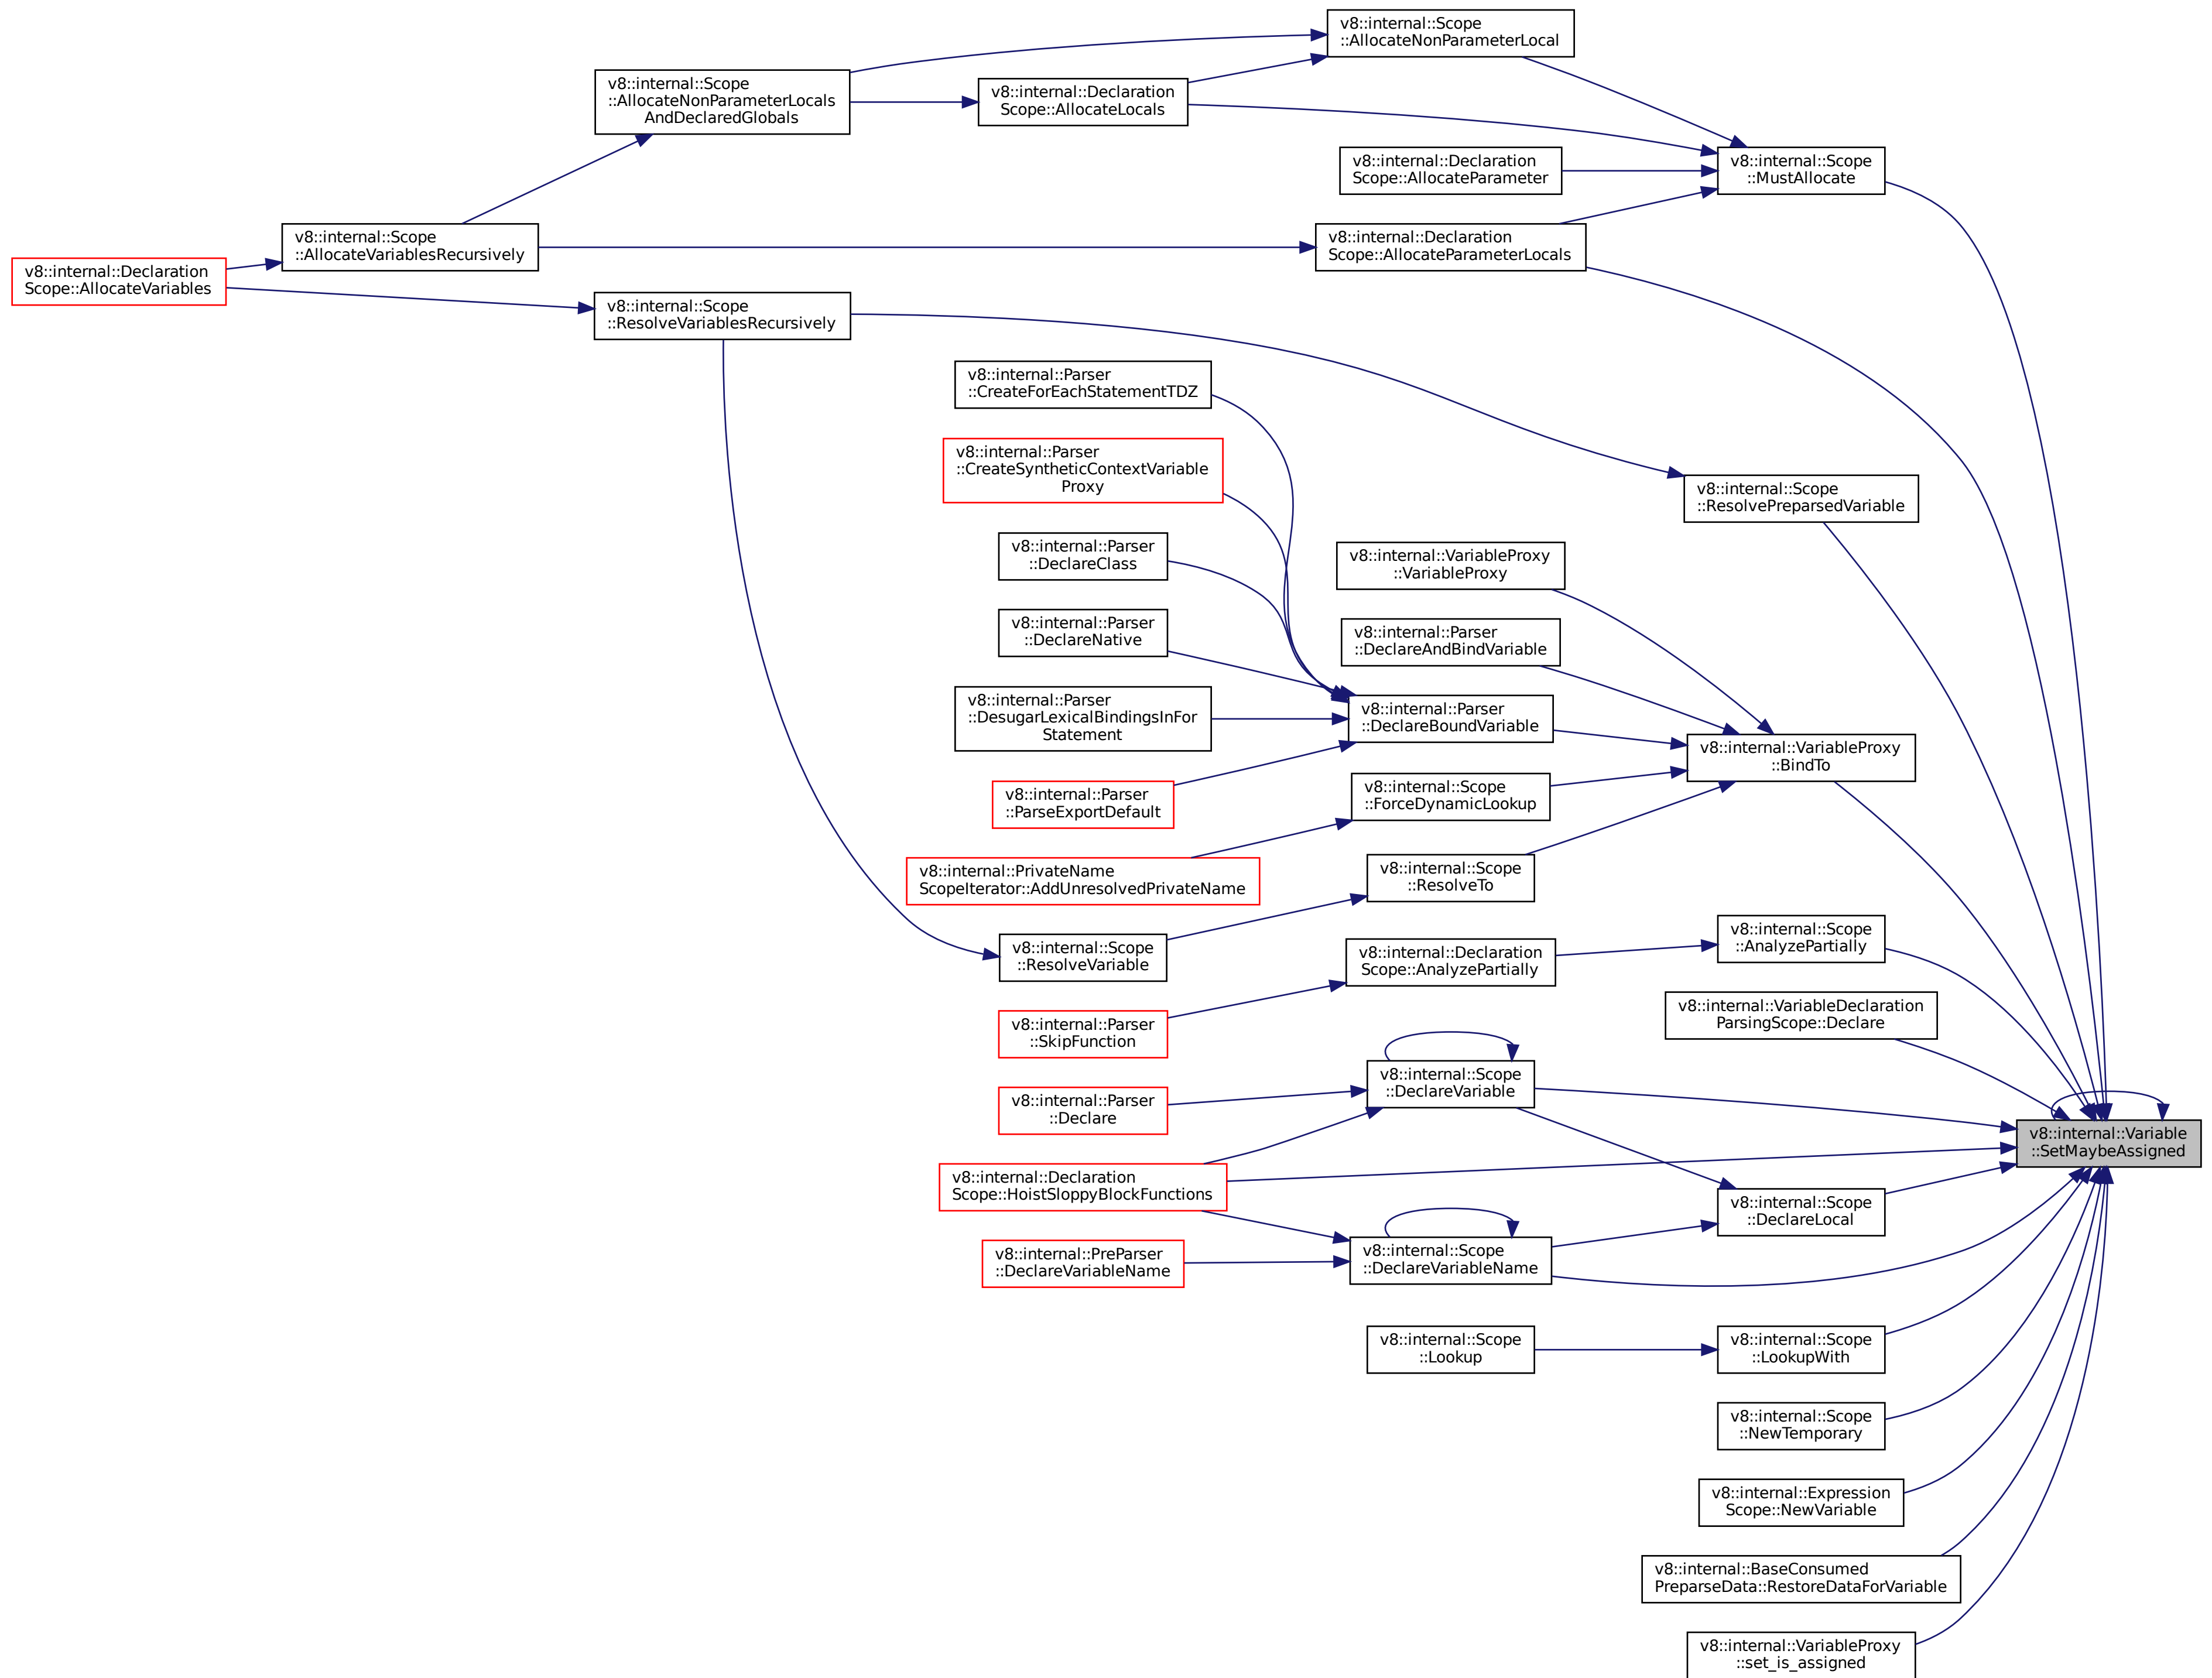 v8::internal::Scope
::AllocateNonParameterLocal
v8::internal::Scope
::AllocateNonParameterLocals
AndDeclaredGlobals
v8::internal::Declaration
Scope::AllocateLocals
v8::internal::Declaration
Scope::AllocateParameter
v8::internal::Scope
::MustAllocate
v8::internal::Scope
::AllocateVariablesRecursively
v8::internal::Declaration
Scope::AllocateParameterLocals
v8::internal::Declaration
Scope::AllocateVariables
v8::internal::Scope
::ResolveVariablesRecursively
v8::internal::Parser
::CreateForEachStatementTDZ
v8::internal::Parser
::CreateSyntheticContextVariable
Proxy
v8::internal::Scope
::ResolvePreparsedVariable
v8::internal::Parser
::DeclareClass
v8::internal::VariableProxy
::VariableProxy
v8::internal::Parser
::DeclareNative
v8::internal::Parser
::DeclareAndBindVariable
v8::internal::Parser
::DesugarLexicalBindingsInFor
Statement
v8::internal::Parser
::DeclareBoundVariable
v8::internal::VariableProxy
::BindTo
v8::internal::Parser
::ParseExportDefault
v8::internal::Scope
::ForceDynamicLookup
v8::internal::PrivateName
ScopeIterator::AddUnresolvedPrivateName
v8::internal::Scope
::ResolveTo
v8::internal::Scope
::ResolveVariable
v8::internal::Declaration
Scope::AnalyzePartially
v8::internal::Scope
::AnalyzePartially
v8::internal::Parser
::SkipFunction
v8::internal::VariableDeclaration
ParsingScope::Declare
v8::internal::Parser
::Declare
v8::internal::Scope
::DeclareVariable
v8::internal::Variable
::SetMaybeAssigned
v8::internal::Declaration
Scope::HoistSloppyBlockFunctions
v8::internal::Scope
::DeclareLocal
v8::internal::PreParser
::DeclareVariableName
v8::internal::Scope
::DeclareVariableName
v8::internal::Scope
::Lookup
v8::internal::Scope
::LookupWith
v8::internal::Scope
::NewTemporary
v8::internal::Expression
Scope::NewVariable
v8::internal::BaseConsumed
PreparseData::RestoreDataForVariable
v8::internal::VariableProxy
::set_is_assigned